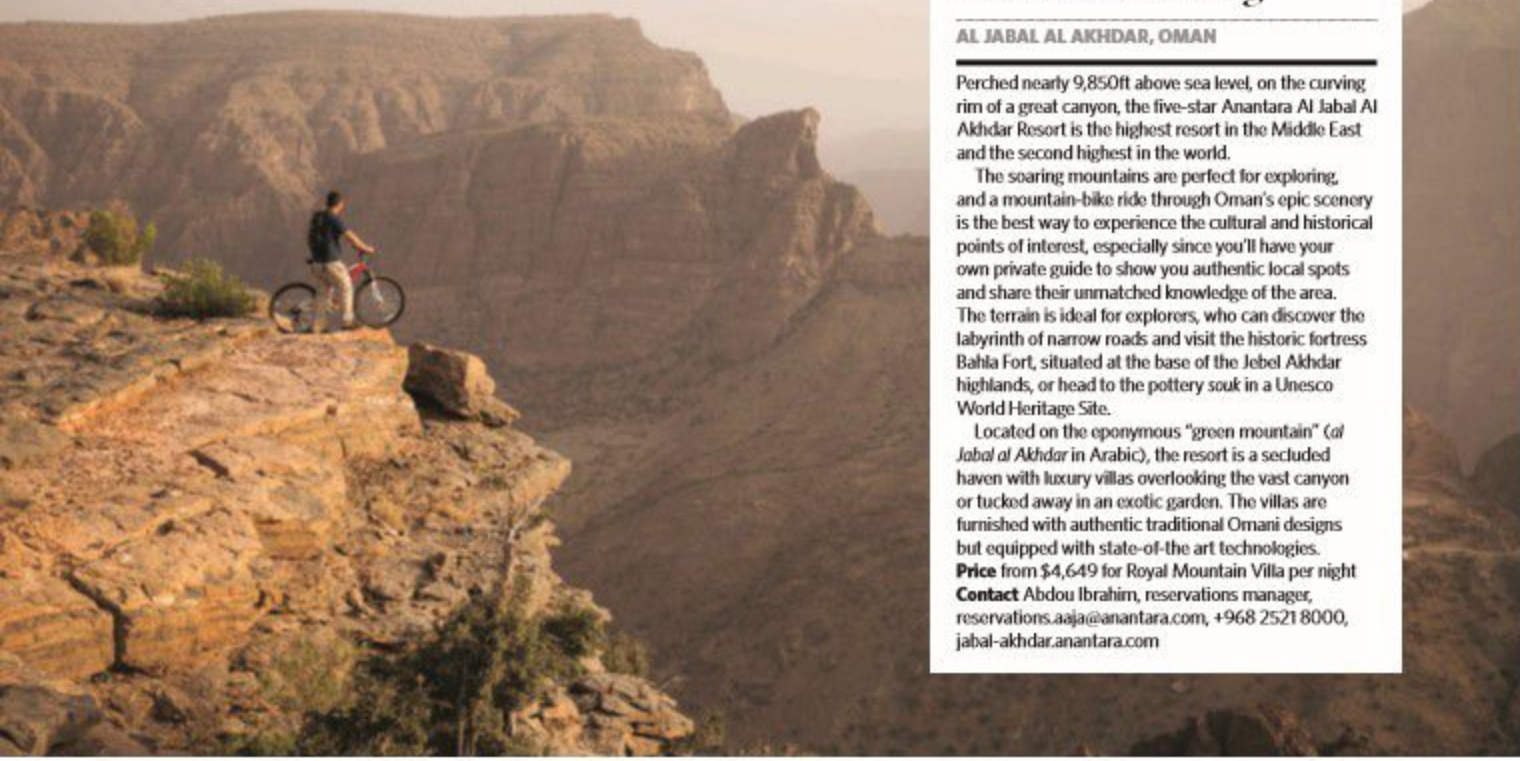 AL JABAL AL AKHDAR, OMAN
Perched nearly 9,850ft above sea level, on the curving
rim of a great canyon, the five-star Anantara Al Jabal Al
Akhdar Resort is the highest resort in the Middle East
and the second highest in the world.
The soaring mountains are perfect for exploring,
and a mountain-bike ride through Oman's epic scenery
is the best way to experience the cultural and historical
points of interest, especially since you'll have your
own private guide to show you authentic local spots
and share their unmatched knowledge of the area.
The terrain is ideal for explorers, who can discover the
labyrinth of narrow roads and visit the historic fortress
Bahla Fort, situated at the base of the Jebel Akhdar
highlands, or head to the pottery souk in a Unesco
World Heritage Site.
Located on the eponymous "green mountain" (al
Jabal al Akhdar in Arabic), the resort is a secluded
haven with luxury villas overlooking the vast canyon
or tucked away in an exotic garden. The villas are
furnished with authentic traditional Omani designs
but equipped with state-of-the art technologies.
Price from $4,649 for Royal Mountain Villa per night
Contact Abdou Ibrahim, reservations manager,
reservations.aaja@anantara.com, +968 2521 8000,
jabal-akhdar.anantara.com